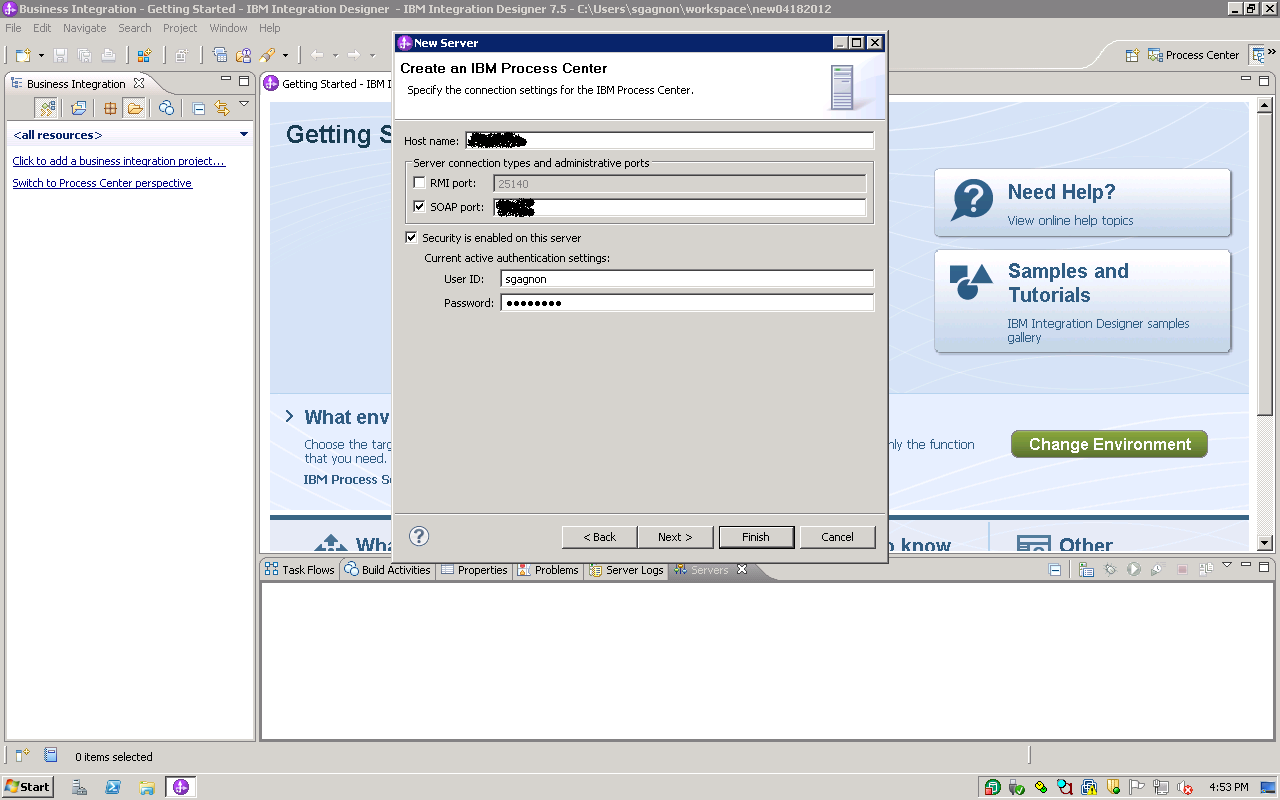 Business Integration - Getting Started - IBM Integration Designer - IBM Integration Designer 7.5 - C:\Users\sgagnon\workspace\new04182012
File Edit Navigate Search Project Window Help
Process Center
Business Integration
Getting Started - IBM I
<all resources>
Click to add a business integration project...
Switch to Process Center perspective
Getting S
New Server
Create an IBM Process Center
Specify the connection settings for the IBM Process Center.
Host name:
Server connection types and administrative ports
RMI port: 25140
SOAP port:
Security is enabled on this server
Current active authentication settings:
User ID: sgagnon
Password: ●●●●●●●●
< Back Next > Finish Cancel
Need Help?
View online help topics
Samples and
Tutorials
IBM Integration Designer samples
gallery
What env
Choose the targ
that you need.
IBM Process Se
nly the function
Change Environment
Wha
o know
Other
Task Flows Build Activities Properties Problems Server Logs Servers
0 items selected
Start
4:53 PM